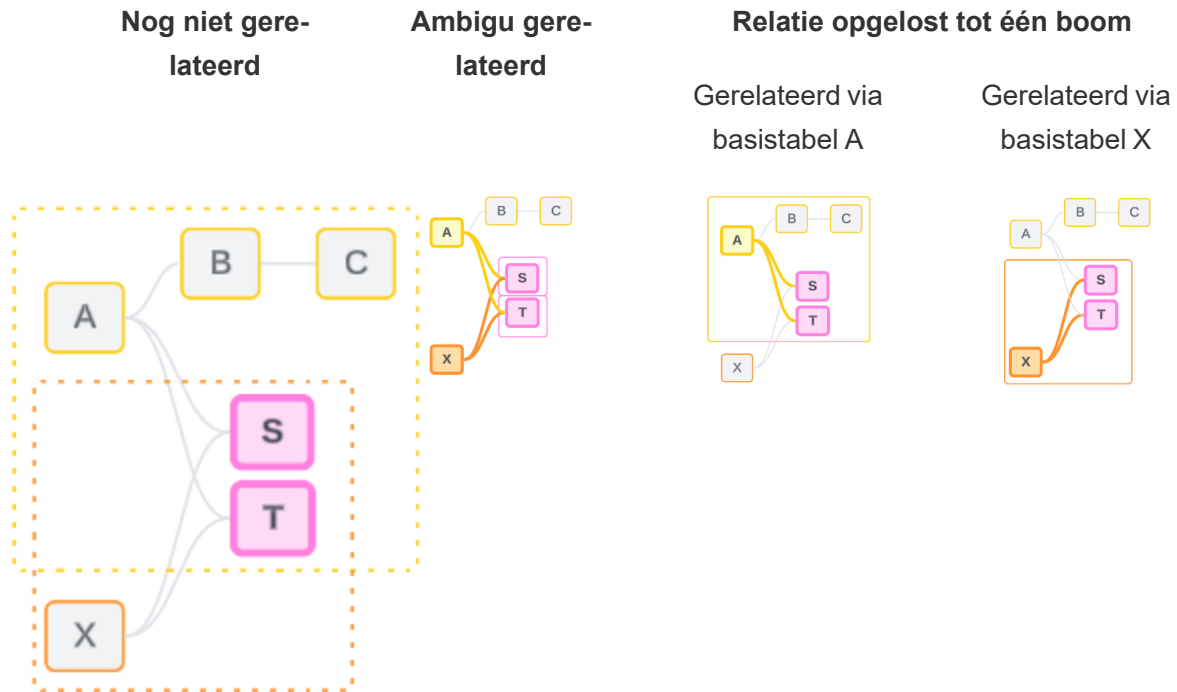 Nog niet gere-
lateerd
Ambigu gere-
lateerd
Relatie opgelost tot één boom
Gerelateerd via
basistabel A
Gerelateerd via
basistabel X
B
C
A
S
T
X
B
C
A
S
T
X
B
C
A
S
T
X
B
C
A
S
T
X